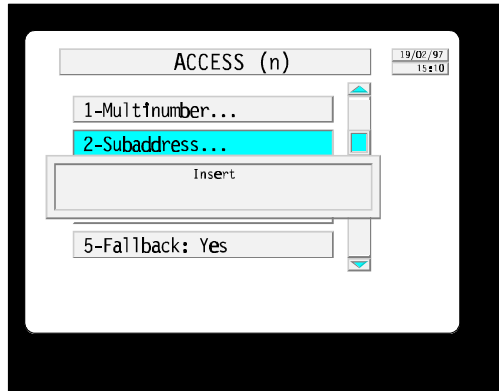 ACCESS (n)
19/02/97
15:10
1-Multinumber...
2-Subaddress...
Insert
5-Fallback: Yes